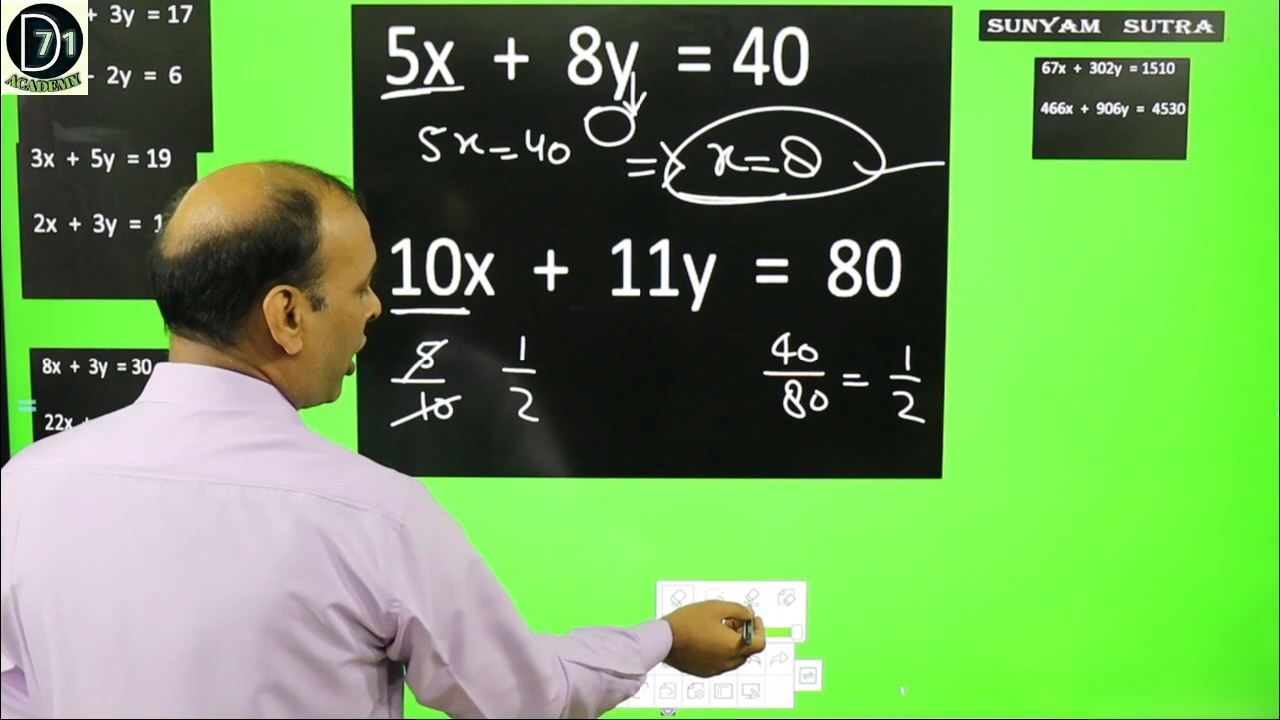 D 71
ACADEMY
+ 3y = 17
- 2y = 6
3x + 5y = 19
2x + 3y = 1
8x + 3y = 30
22x
5x + 8y = 40
5x = 40
= x = 8
10x + 11y = 80
8/10 1/2 40/80 = 1/2
SUNYAM SUTRA
67x + 302y = 1510
466x + 906y = 4530